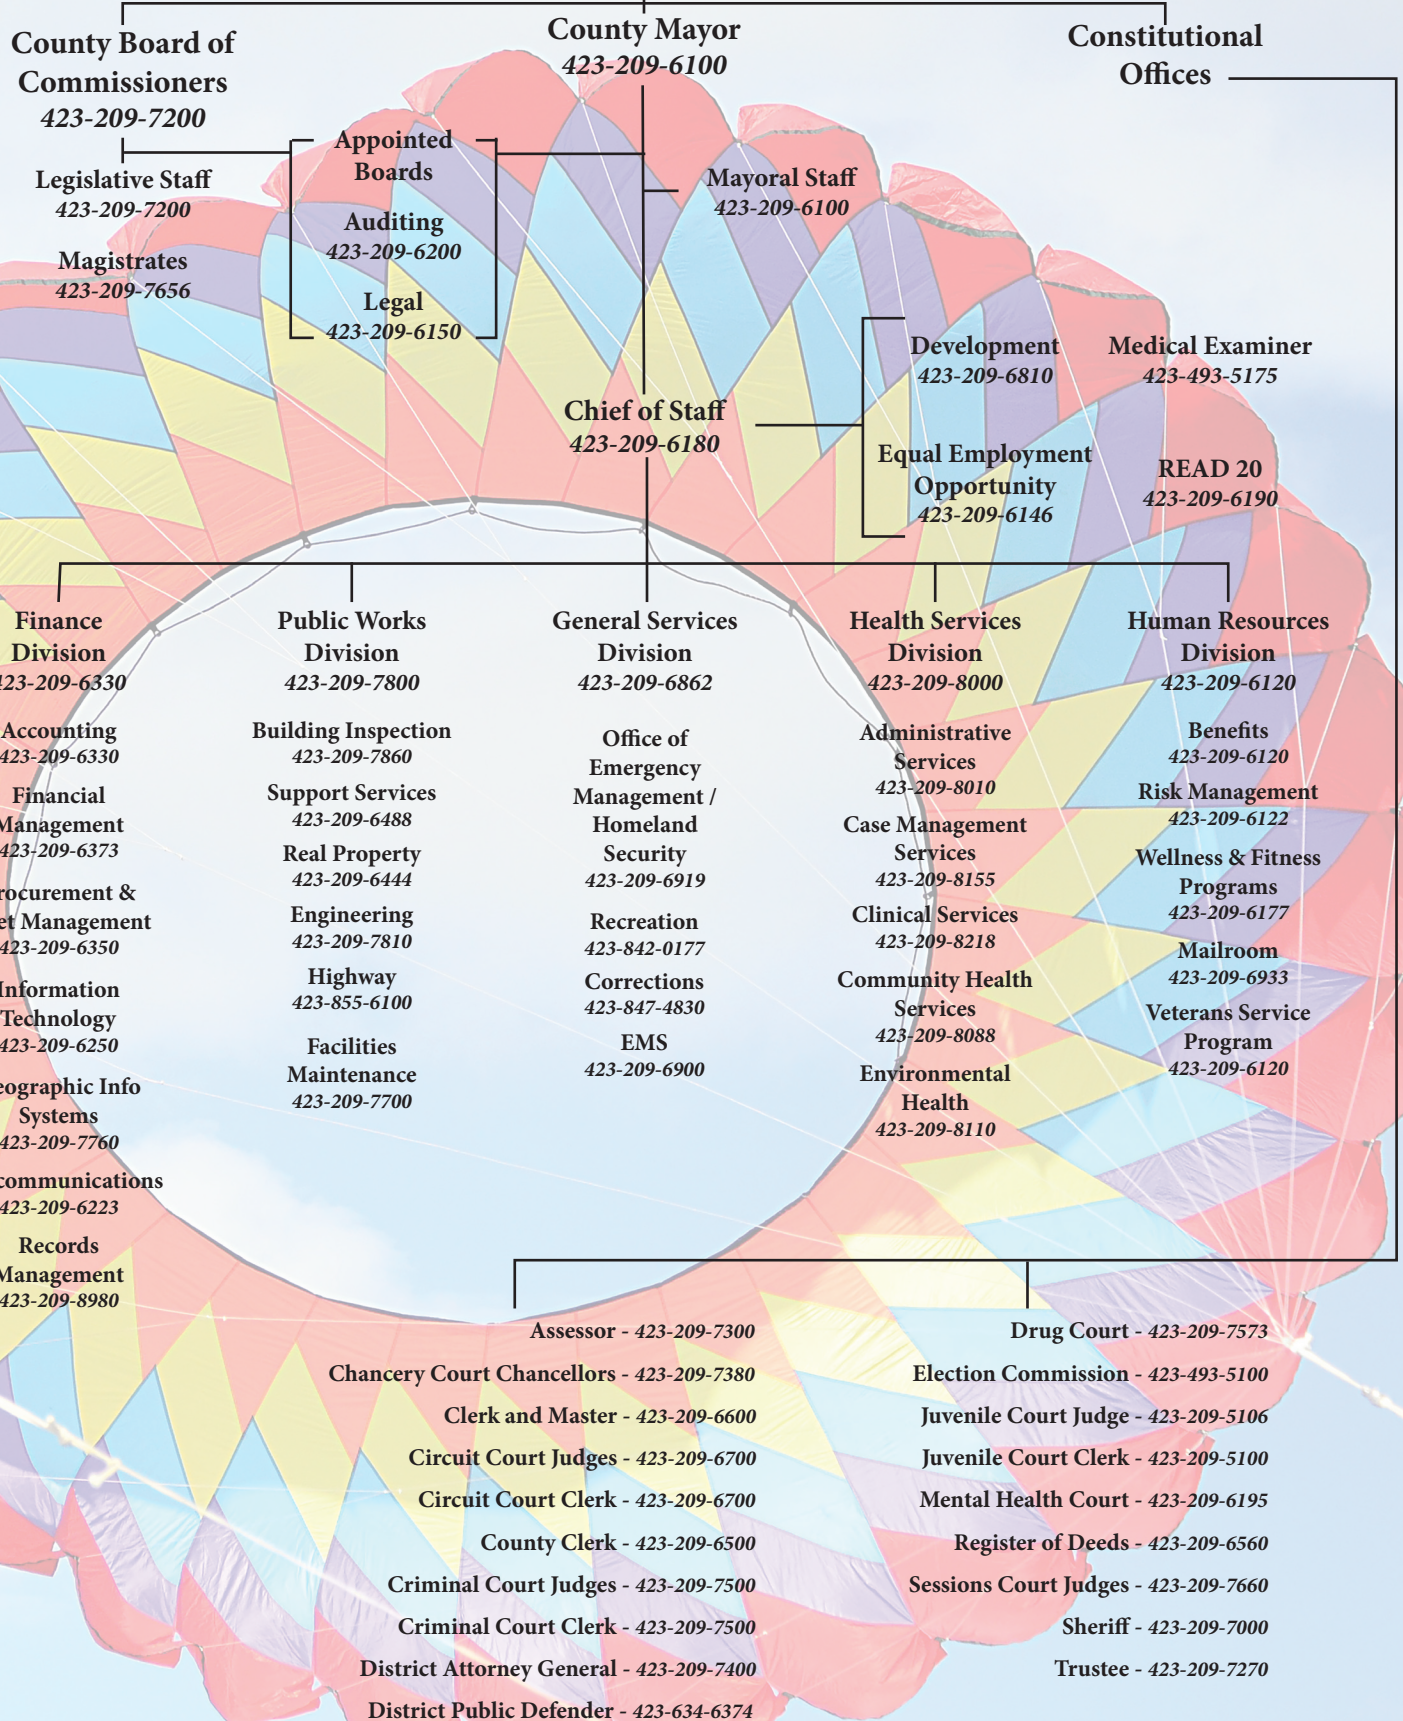 County Board of
Commissioners
423-209-7200
Legislative Staff
423-209-7200
Magistrates
423-209-7656
Appointed
Boards
Auditing
423-209-6200
Legal
423-209-6150
County Mayor
423-209-6100
Mayoral Staff
423-209-6100
Constitutional
Offices
Chief of Staff
423-209-6180
Development
423-209-6810
Equal Employment
Opportunity
423-209-6146
Medical Examiner
423-493-5175
READ 20
423-209-6190
Finance
Division
423-209-6330
Accounting
423-209-6330
Financial
Management
423-209-6373
rocurement &
et Management
423-209-6350
Information
Technology
423-209-6250
eographic Info
Systems
423-209-7760
communications
423-209-6223
Records
Management
423-209-8980
Public Works
Division
423-209-7800
Building Inspection
423-209-7860
Support Services
423-209-6488
Real Property
423-209-6444
Engineering
423-209-7810
Highway
423-855-6100
Facilities
Maintenance
423-209-7700
General Services
Division
423-209-6862
Office of
Emergency
Management /
Homeland
Security
423-209-6919
Recreation
423-842-0177
Corrections
423-847-4830
EMS
423-209-6900
Health Services
Division
423-209-8000
Administrative
Services
423-209-8010
Case Management
Services
423-209-8155
Clinical Services
423-209-8218
Community Health
Services
423-209-8088
Environmental
Health
423-209-8110
Human Resources
Division
423-209-6120
Benefits
423-209-6120
Risk Management
423-209-6122
Wellness & Fitness
Programs
423-209-6177
Mailroom
423-209-6933
Veterans Service
Program
423-209-6120
Assessor - 423-209-7300
Chancery Court Chancellors - 423-209-7380
Clerk and Master - 423-209-6600
Circuit Court Judges - 423-209-6700
Circuit Court Clerk - 423-209-6700
County Clerk - 423-209-6500
Criminal Court Judges - 423-209-7500
Criminal Court Clerk - 423-209-7500
District Attorney General - 423-209-7400
District Public Defender - 423-634-6374
Drug Court - 423-209-7573
Election Commission - 423-493-5100
Juvenile Court Judge - 423-209-5106
Juvenile Court Clerk - 423-209-5100
Mental Health Court - 423-209-6195
Register of Deeds - 423-209-6560
Sessions Court Judges - 423-209-7660
Sheriff - 423-209-7000
Trustee - 423-209-7270